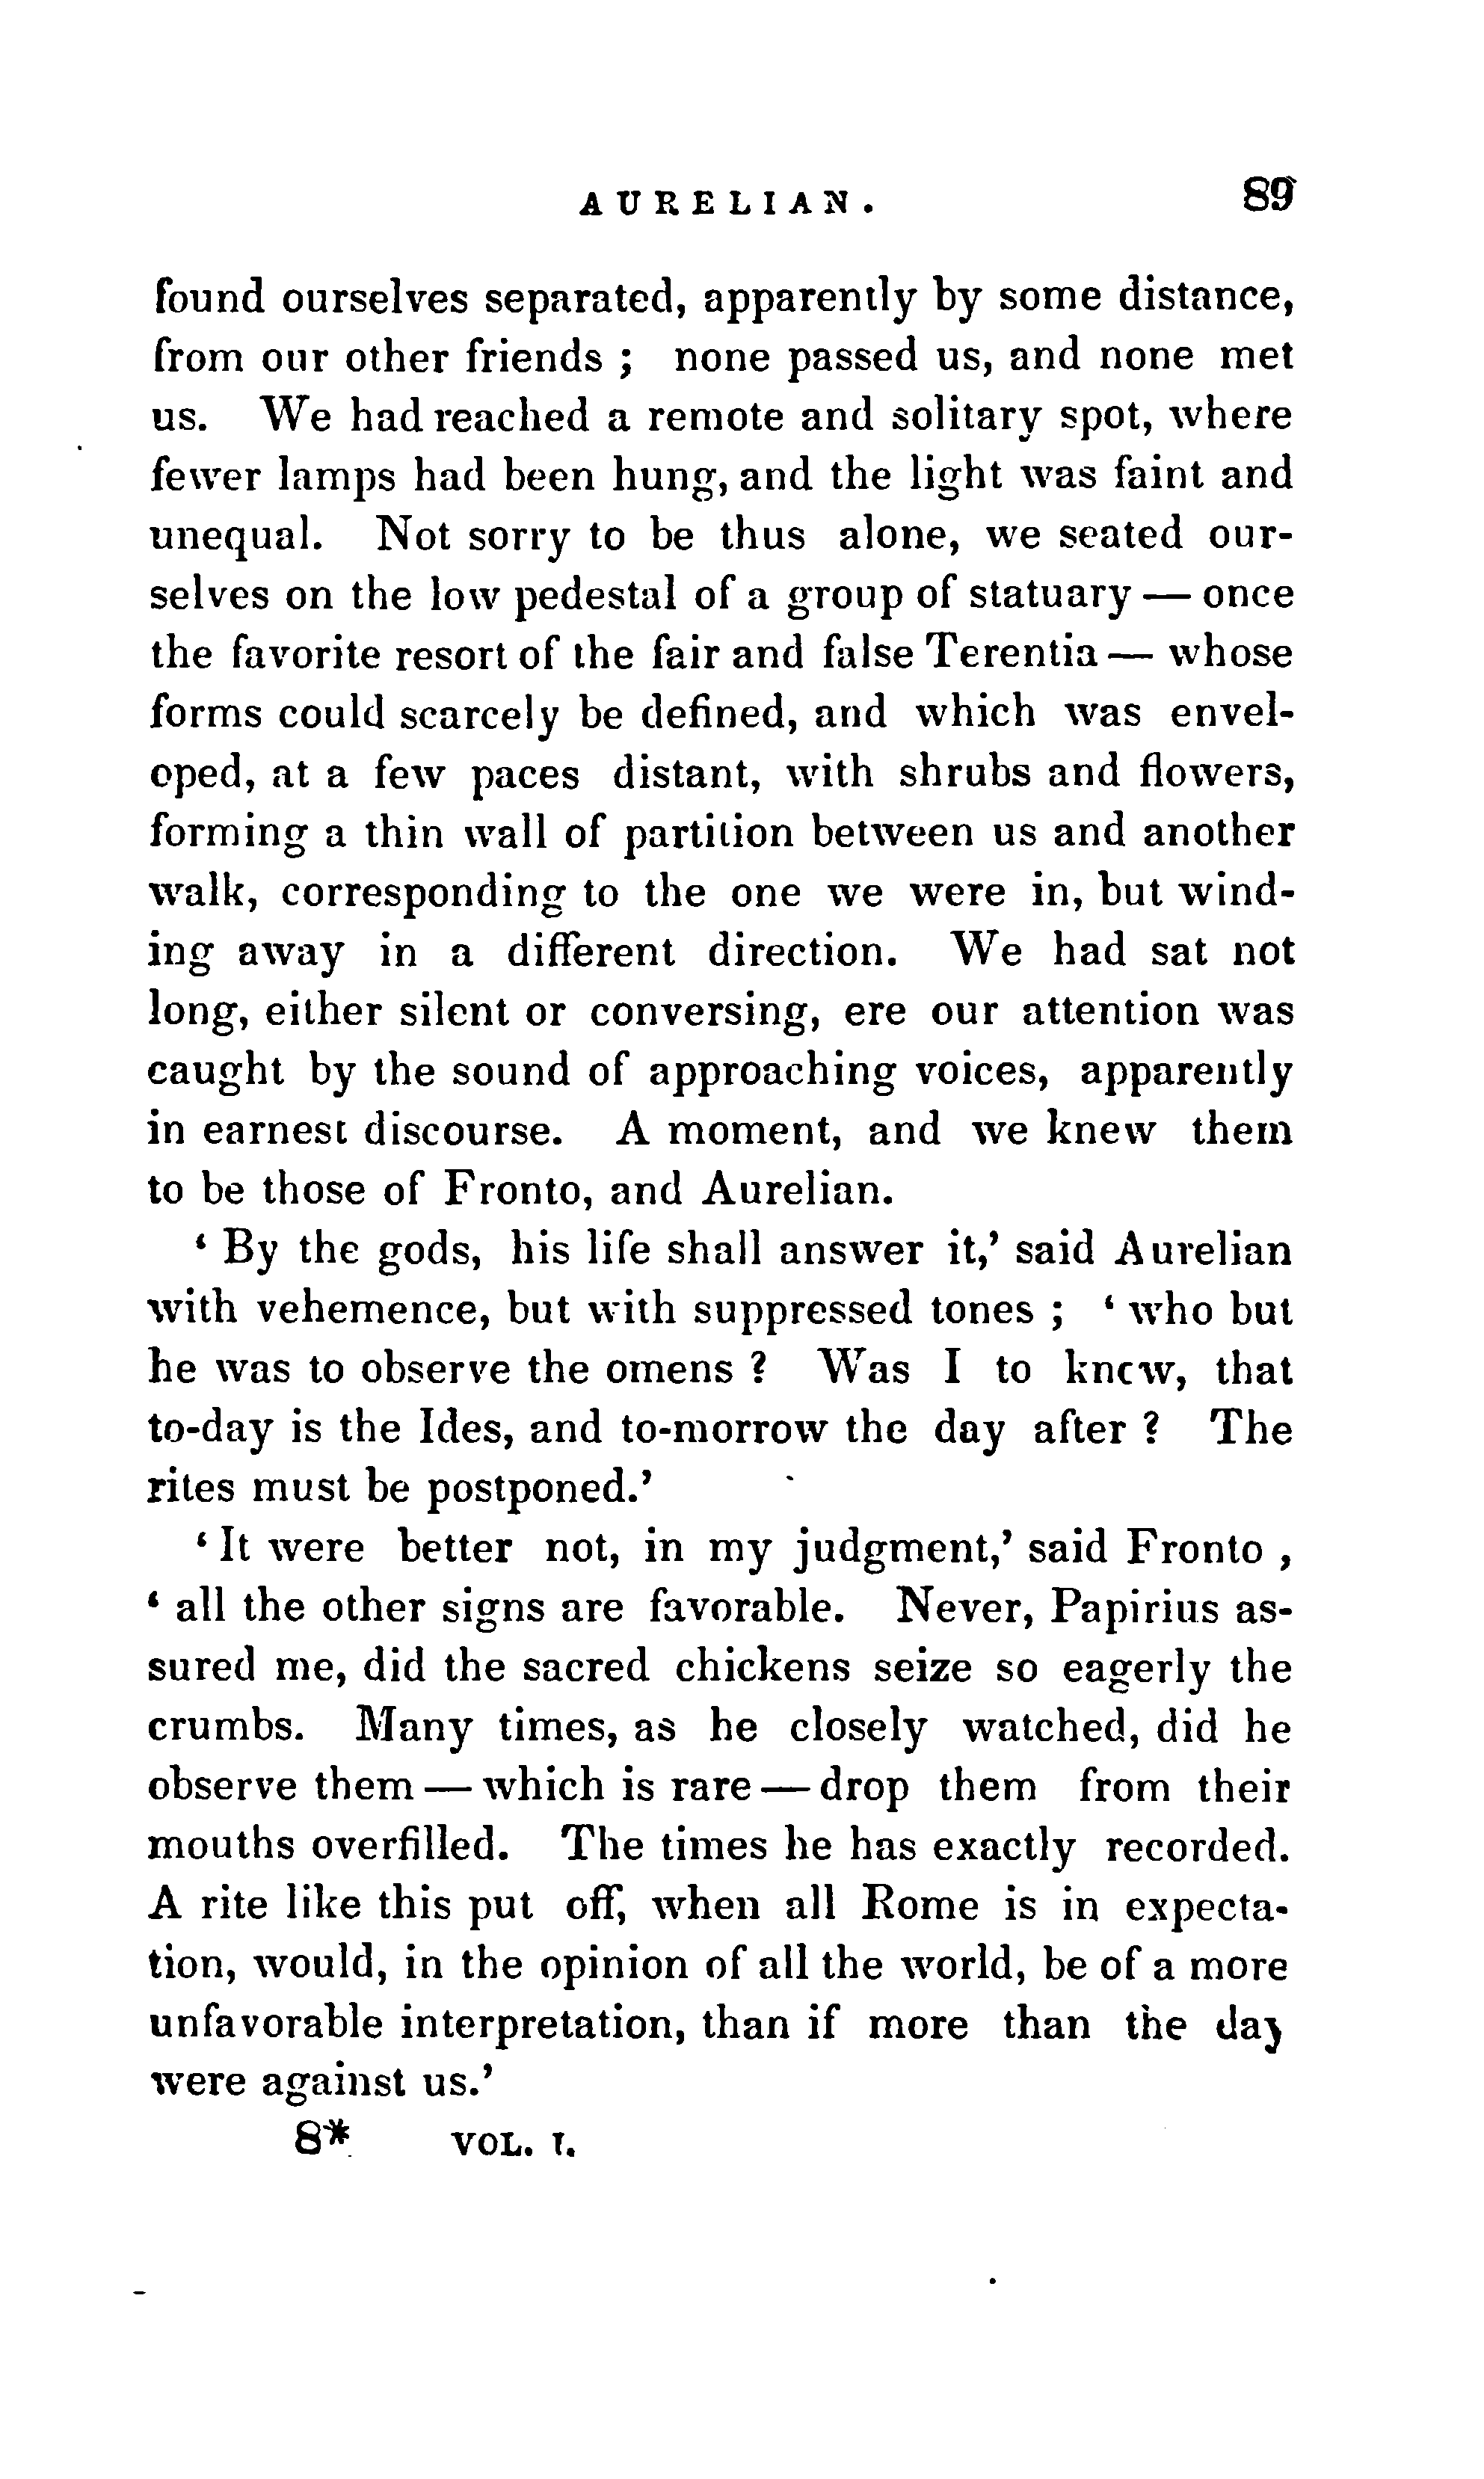 AURELIAN. 89
found ourselves separated, apparently by some distance,
from our other friends ; none passed us, and none met
us. We had reached a remote and solitary spot, where
fewer lamps had been hung, and the light was faint and
unequal. Not sorry to be thus alone, we seated our-
selves on the low pedestal of a group of statuary — once
the favorite resort of the fair and false Terentia — whose
forms could scarcely be defined, and which was envel-
oped, at a few paces distant, with shrubs and flowers,
forming a thin wall of partition between us and another
walk, corresponding to the one we were in, but wind-
ing away in a different direction. We had sat not
long, either silent or conversing, ere our attention was
caught by the sound of approaching voices, apparently
in earnest discourse. A moment, and we knew them
to be those of Fronto, and Aurelian.
‘ By the gods, his life shall answer it,’ said Aurelian
with vehemence, but with suppressed tones ; ‘ who but
he was to observe the omens ? Was I to know, that
to-day is the Ides, and to-morrow the day after ? The
rites must be postponed.’
‘ It were better not, in my judgment,’ said Fronto ,
‘ all the other signs are favorable. Never, Papirius as-
sured me, did the sacred chickens seize so eagerly the
crumbs. Many times, as he closely watched, did he
observe them — which is rare — drop them from their
mouths overfilled. The times he has exactly recorded.
A rite like this put off, when all Rome is in expecta-
tion, would, in the opinion of all the world, be of a more
unfavorable interpretation, than if more than the day
were against us.’
8* VOL. I.